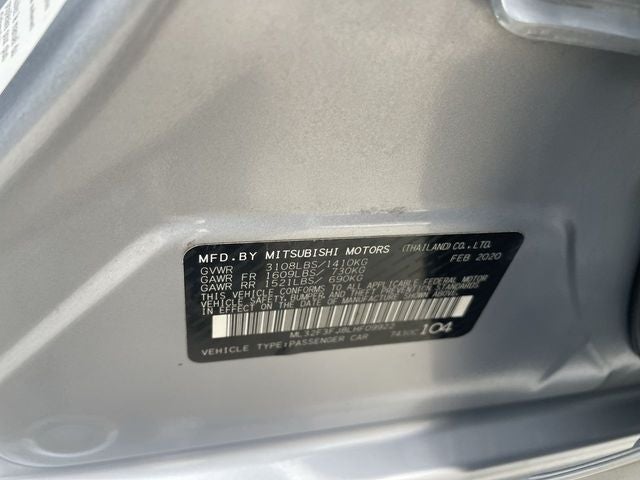 MFD.BY MITSUBISHI MOTORS (THAILAND) CO.,LTD.
FEB 2020
GVWR 3108LBS/1410KG
GAWR FR 1609LBS/ 730KG
GAWR RR 1521LBS/ 690KG
THIS VEHICLE CONFORMS TO ALL APPLICABLE FEDERAL MOTOR
VEHICLE SAFETY, BUMPER, AND THEFT PREVENTION STANDARDS
IN EFFECT ON THE DATE OF MANUFACTURE SHOWN ABOVE.
ML32F3FJ8LHF09923
VEHICLE TYPE:PASSENGER CAR 7430C 104